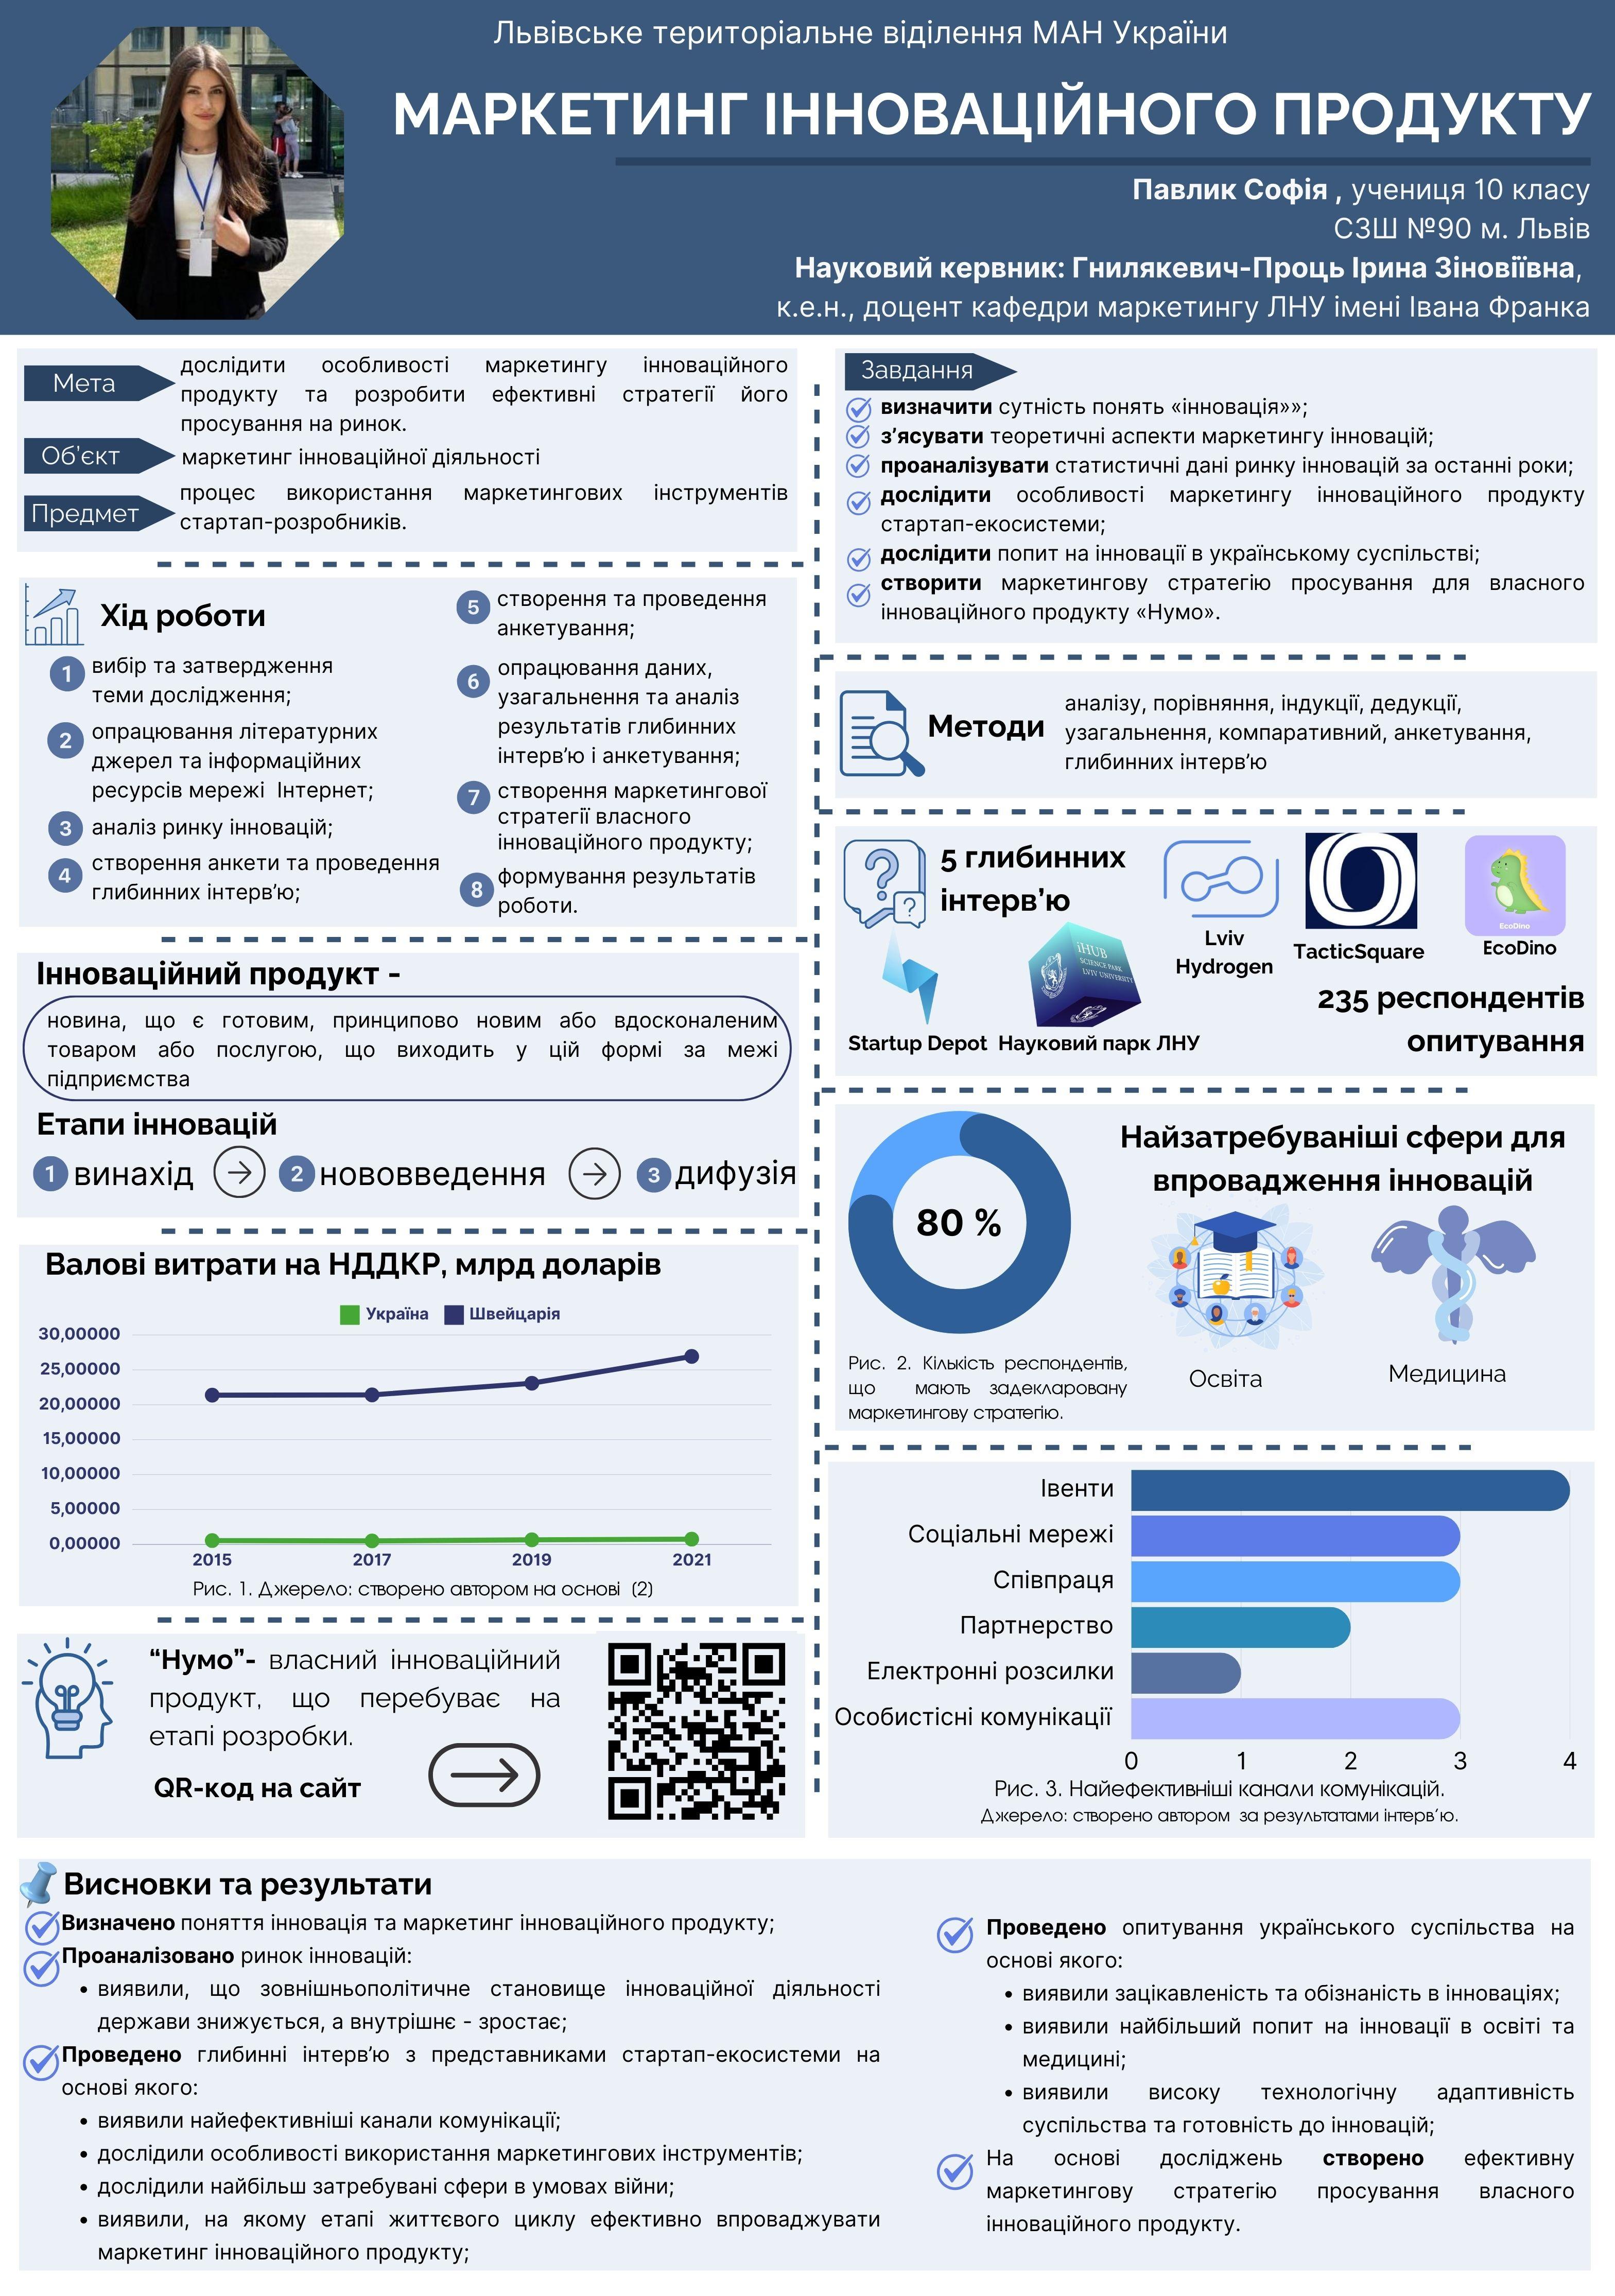 Львівське територіальне віділення МАН України
МАРКЕТИНГ ІННОВАЦІЙНОГО ПРОДУКТУ
Павлик Софія , учениця 10 класу
СЗШ №90 м. Львів
Науковий кервник: Гнилякевич-Проць Ірина Зіновіївна,
к.е.н., доцент кафедри маркетингу ЛНУ імені Івана Франка
Мета
дослідити особливості маркетингу інноваційного
продукту та розробити ефективні стратегії його
просування на ринок.
Об’єкт
маркетинг інноваційної діяльності
Предмет
процес використання маркетингових інструментів
стартап-розробників.
Хід роботи
1 вибір та затвердження
теми дослідження;
2 опрацювання літературних
джерел та інформаційних
ресурсів мережі Інтернет;
3 аналіз ринку інновацій;
4 створення анкети та проведення
глибинних інтерв’ю;
5 створення та проведення
анкетування;
6 опрацювання даних,
узагальнення та аналіз
результатів глибинних
інтерв’ю і анкетування;
7 створення маркетингової
стратегії власного
інноваційного продукту;
8 формування результатів
роботи.
Інноваційний продукт -
новина, що є готовим, принципово новим або вдосконаленим
товаром або послугою, що виходить у цій формі за межі
підприємства
Етапи інновацій
1 винахід 2 нововведення 3 дифузія
Валові витрати на НДДКР, млрд доларів
Україна Швейцарія
30,00000
25,00000
20,00000
15,00000
10,00000
5,00000
0,00000
2015 2017 2019 2021
Рис. 1. Джерело: створено автором на основі [2]
“Нумо”- власний інноваційний
продукт, що перебуває на
етапі розробки.
QR-код на сайт
Завдання
визначити сутність понять «інновація»»;
з’ясувати теоретичні аспекти маркетингу інновацій;
проаналізувати статистичні дані ринку інновацій за останні роки;
дослідити особливості маркетингу інноваційного продукту
стартап-екосистеми;
дослідити попит на інновації в українському суспільстві;
створити маркетингову стратегію просування для власного
інноваційного продукту «Нумо».
Методи
аналізу, порівняння, індукції, дедукції,
узагальнення, компаративний, анкетування,
глибинних інтерв’ю
5 глибинних
інтерв’ю
Lviv
Hydrogen
TacticSquare
EcoDino
EcoDino
iHUB
SCIENCE PARK
LVIV UNIVERSITY
Startup Depot Науковий парк ЛНУ
235 респондентів
опитування
80 %
Рис. 2. Кількість респондентів,
що мають задекларовану
маркетингову стратегію.
Найзатребуваніші сфери для
впровадження інновацій
Освіта
Медицина
Івенти
Соціальні мережі
Співпраця
Партнерство
Електронні розсилки
Особистісні комунікації
0 1 2 3 4
Рис. 3. Найефективніші канали комунікацій.
Джерело: створено автором за результатами інтерв’ю.
Висновки та результати
Визначено поняття інновація та маркетинг інноваційного продукту;
Проаналізовано ринок інновацій:
• виявили, що зовнішньополітичне становище інноваційної діяльності
держави знижується, а внутрішнє - зростає;
Проведено глибинні інтерв’ю з представниками стартап-екосистеми на
основі якого:
• виявили найефективніші канали комунікації;
• дослідили особливості використання маркетингових інструментів;
• дослідили найбільш затребувані сфери в умовах війни;
• виявили, на якому етапі життєвого циклу ефективно впроваджувати
маркетинг інноваційного продукту;
Проведено опитування українського суспільства на
основі якого:
• виявили зацікавленість та обізнаність в інноваціях;
• виявили найбільший попит на інновації в освіті та
медицині;
• виявили високу технологічну адаптивність
суспільства та готовність до інновацій;
На основі досліджень створено ефективну
маркетингову стратегію просування власного
інноваційного продукту.